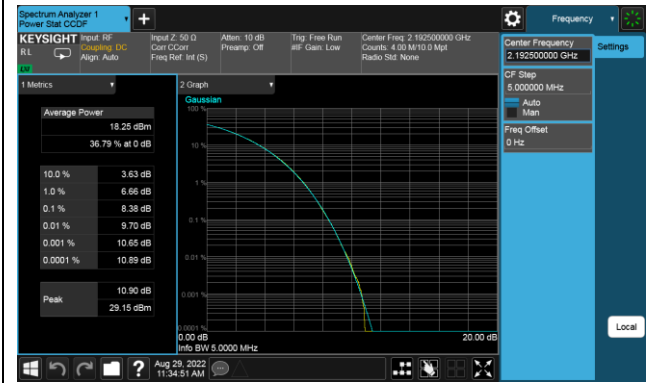 Spectrum Analyzer 1
Power Stat CCDF
+
Frequency
KEYSIGHT
RL
LV
Input: RF
Coupling: DC
Align: Auto
Input Z: 50 Ω
Corr CCorr
Freq Ref: Int (S)
Atten: 10 dB
Preamp: Off
Trig: Free Run
#IF Gain: Low
Center Freq: 2.192500000 GHz
Counts: 4.00 M/10.0 Mpt
Radio Std: None
Center Frequency
2.192500000 GHz
Settings
CF Step
5.000000 MHz
Auto
Man
Freq Offset
0 Hz
1 Metrics
Average Power
18.25 dBm
36.79 % at 0 dB
10.0 % 3.63 dB
1.0 % 6.66 dB
0.1 % 8.38 dB
0.01 % 9.70 dB
0.001 % 10.65 dB
0.0001 % 10.89 dB
Peak
10.90 dB
29.15 dBm
2 Graph
Gaussian
100 %
10 %
1 %
0.1 %
0.01 %
0.001 %
0.0001 %
0.00 dB
20.00 dB
Info BW 5.0000 MHz
Local
?
Aug 29, 2022
11:34:51 AM